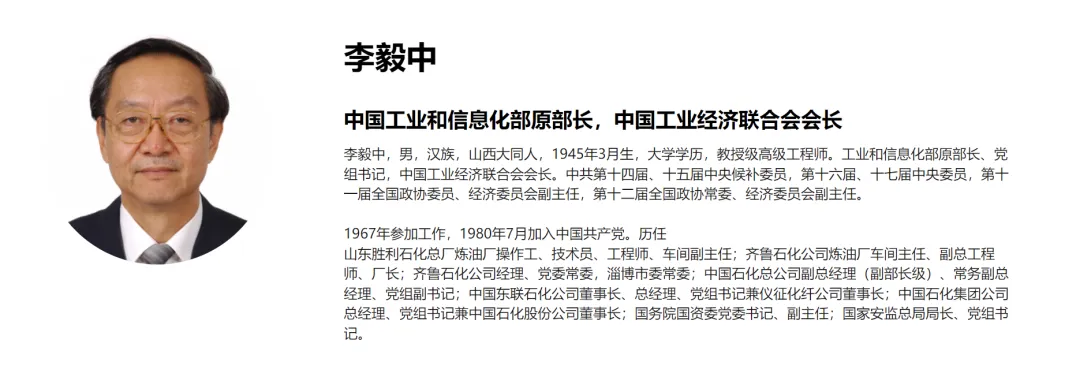 李毅中
中国工业和信息化部原部长，中国工业经济联合会会长
李毅中，男，汉族，山西大同人，1945年3月生，大学学历，教授级高级工程师。工业和信息化部原部长、党
组书记，中国工业经济联合会会长。中共第十四届、十五届中央候补委员，第十六届、十七届中央委员，第十
一届全国政协委员、经济委员会副主任，第十二届全国政协常委、经济委员会副主任。
1967年参加工作，1980年7月加入中国共产党。历任
山东胜利石化总厂炼油厂操作工、技术员、工程师、车间副主任；齐鲁石化公司炼油厂车间主任、副总工程
师、厂长；齐鲁石化公司经理、党委常委，淄博市委常委；中国石化总公司副总经理（副部长级）、常务副总
经理、党组副书记；中国东联石化公司董事长、总经理、党组书记兼仪征化纤公司董事长；中国石化集团公司
总经理、党组书记兼中国石化股份公司董事长；国务院国资委党委书记、副主任；国家安监总局局长、党组书
记。